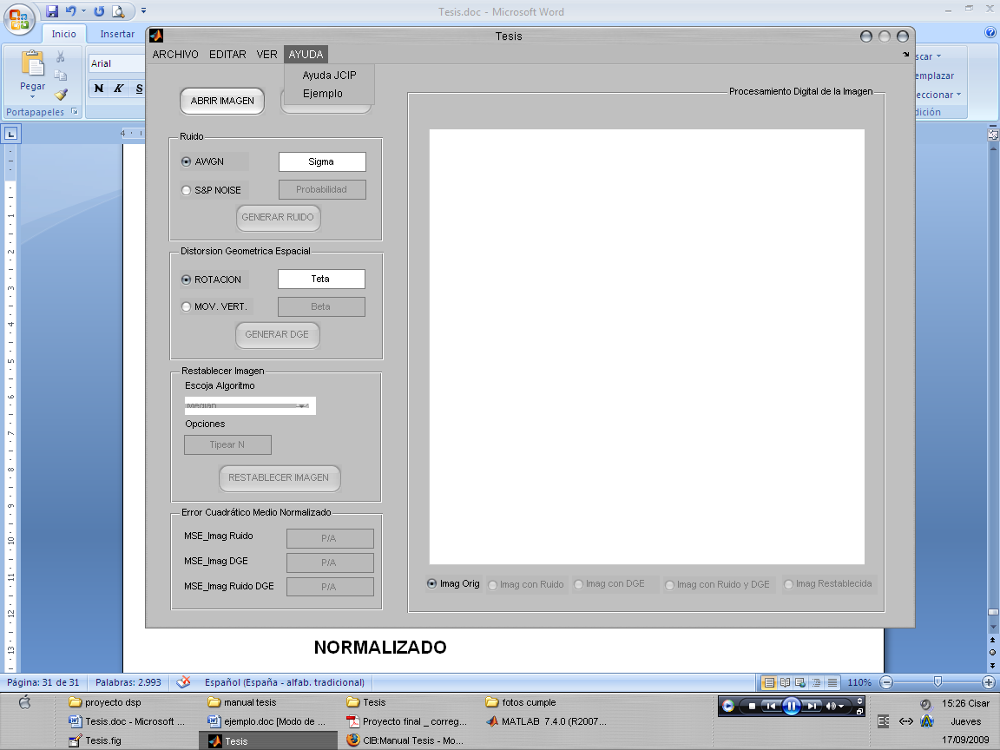 Tesis.doc - Microsoft Word
Inicio
Insertar
Pegar
Portapapeles
Arial
N K S
scar
emplazar
eccionar
dición
Tesis
ARCHIVO EDITAR VER AYUDA
Ayuda JCIP
Ejemplo
ABRIR IMAGEN
Procesamiento Digital de la Imagen
Ruido
AWGN
Sigma
S&P NOISE
Probabilidad
GENERAR RUIDO
Distorsion Geometrica Espacial
ROTACION
Teta
MOV. VERT.
Beta
GENERAR DGE
Restablecer Imagen
Escoja Algoritmo
Median
Opciones
Tipear N
RESTABLECER IMAGEN
Error Cuadrático Medio Normalizado
MSE_Imag Ruido
P/A
MSE_Imag DGE
P/A
MSE_Imag Ruido DGE
P/A
Imag Orig
Imag con Ruido
Imag con DGE
Imag con Ruido y DGE
Imag Restablecida
NORMALIZADO
Página: 31 de 31
Palabras: 2.993
Español (España - alfab. tradicional)
110%
proyecto dsp
manual tesis
Tesis
fotos cumple
Tesis.doc - Microsoft ...
ejemplo.doc [Modo de ...
Proyecto final _ correg...
MATLAB 7.4.0 (R2007...
Tesis.fig
Tesis
CIB:Manual Tesis - Mo...
ES
15:26 Cisar
Jueves
17/09/2009